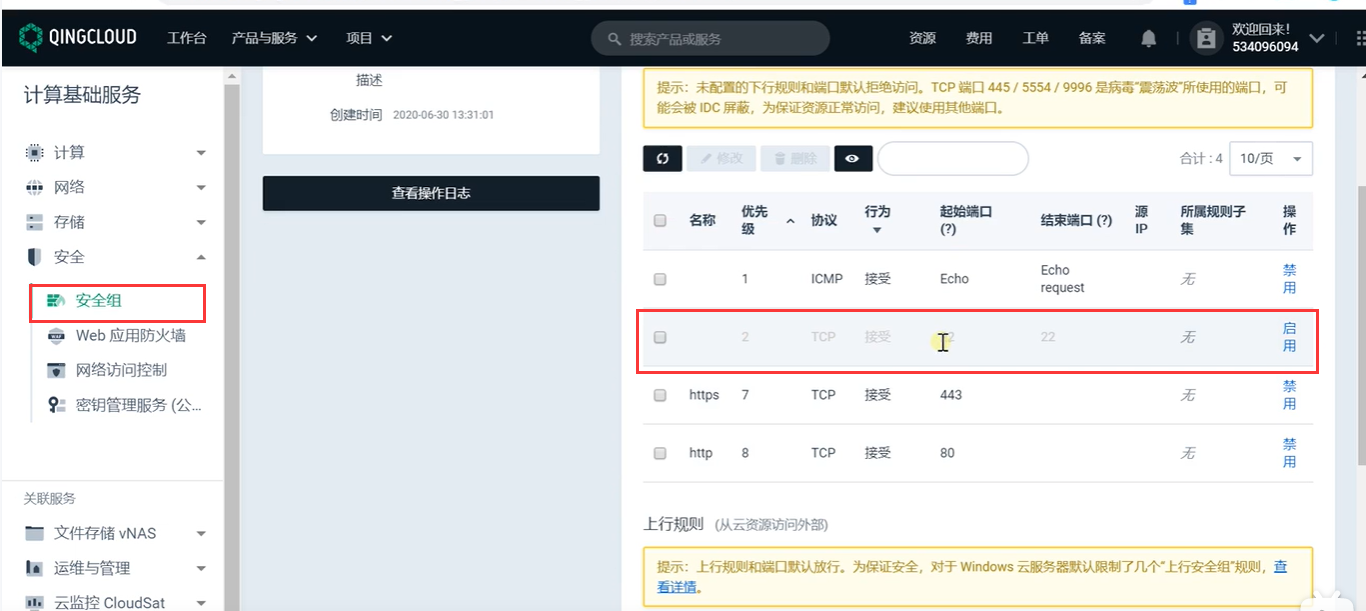 QINGCLOUD 工作台 产品与服务 项目 搜索产品或服务 资源 费用 工单 备案 欢迎回来!
534096094
计算基础服务
计算
网络
存储
安全
安全组
Web 应用防火墙
网络访问控制
密钥管理服务 (公...
关联服务
文件存储 vNAS
运维与管理
云监控 CloudSat
描述
创建时间 2020-06-30 13:31:01
查看操作日志
提示：未配置的下行规则和端口默认拒绝访问。TCP 端口 445 / 5554 / 9996 是病毒“震荡波”所使用的端口，可
能会被 IDC 屏蔽，为保证资源正常访问，建议使用其他端口。
修改 删除 合计 : 4 10/页
名称 优先
级 协议 行为 起始端口
(?) 结束端口 (?) 源
IP 所属规则子
集 操
作
1 ICMP 接受 Echo Echo
request 无 禁
用
2 TCP 接受 22 无 启
用
https 7 TCP 接受 443 无 禁
用
http 8 TCP 接受 80 无 禁
用
上行规则 (从云资源访问外部)
提示：上行规则和端口默认放行。为保证安全，对于 Windows 云服务器默认限制了几个“上行安全组”规则，查
看详情。